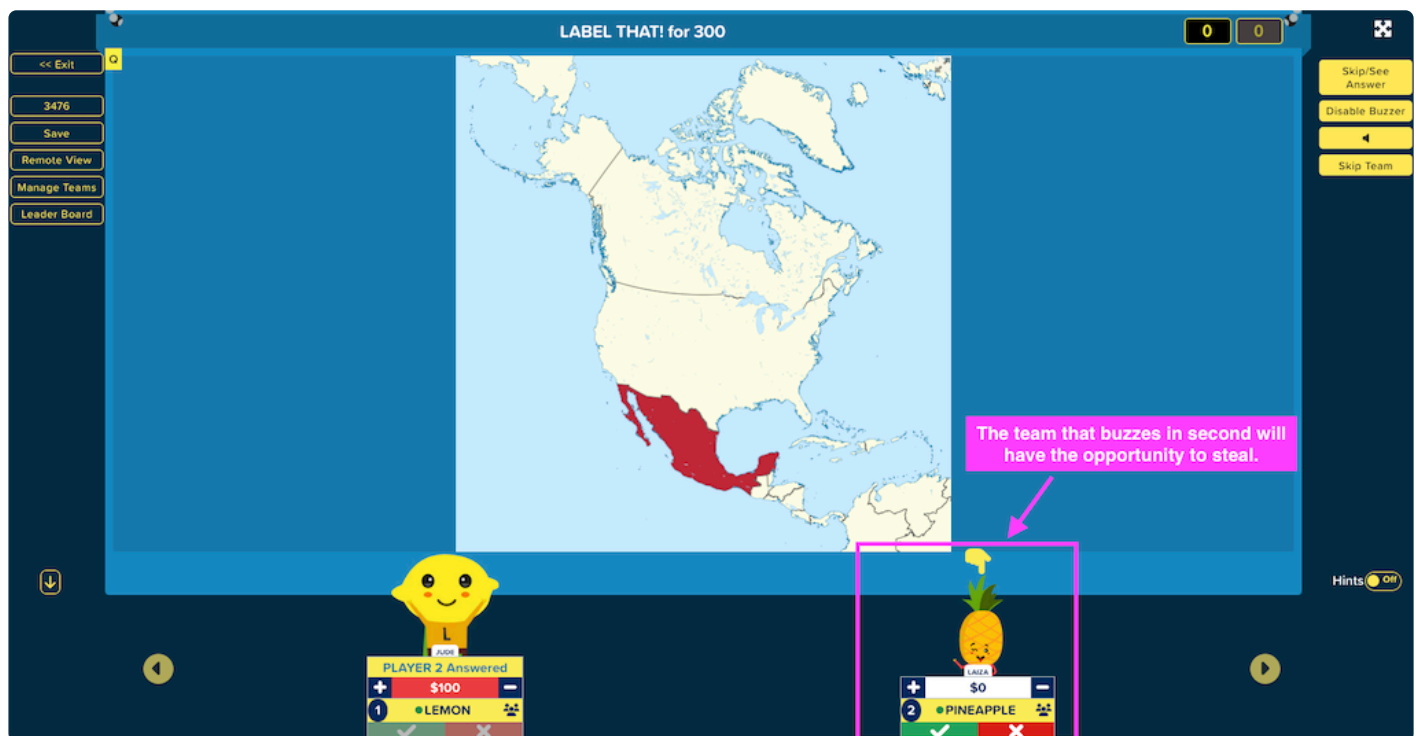 LABEL THAT! for 300
0
0
<< Exit
Q
3476
Save
Remote View
Manage Teams
Leader Board
Skip/See
Answer
Disable Buzzer
Skip Team
The team that buzzes in second will
have the opportunity to steal.
Hints Off
L
JUDE
PLAYER 2 Answered
+ $100 −
1 LEMON
LAIZA
+ $0 −
2 PINEAPPLE